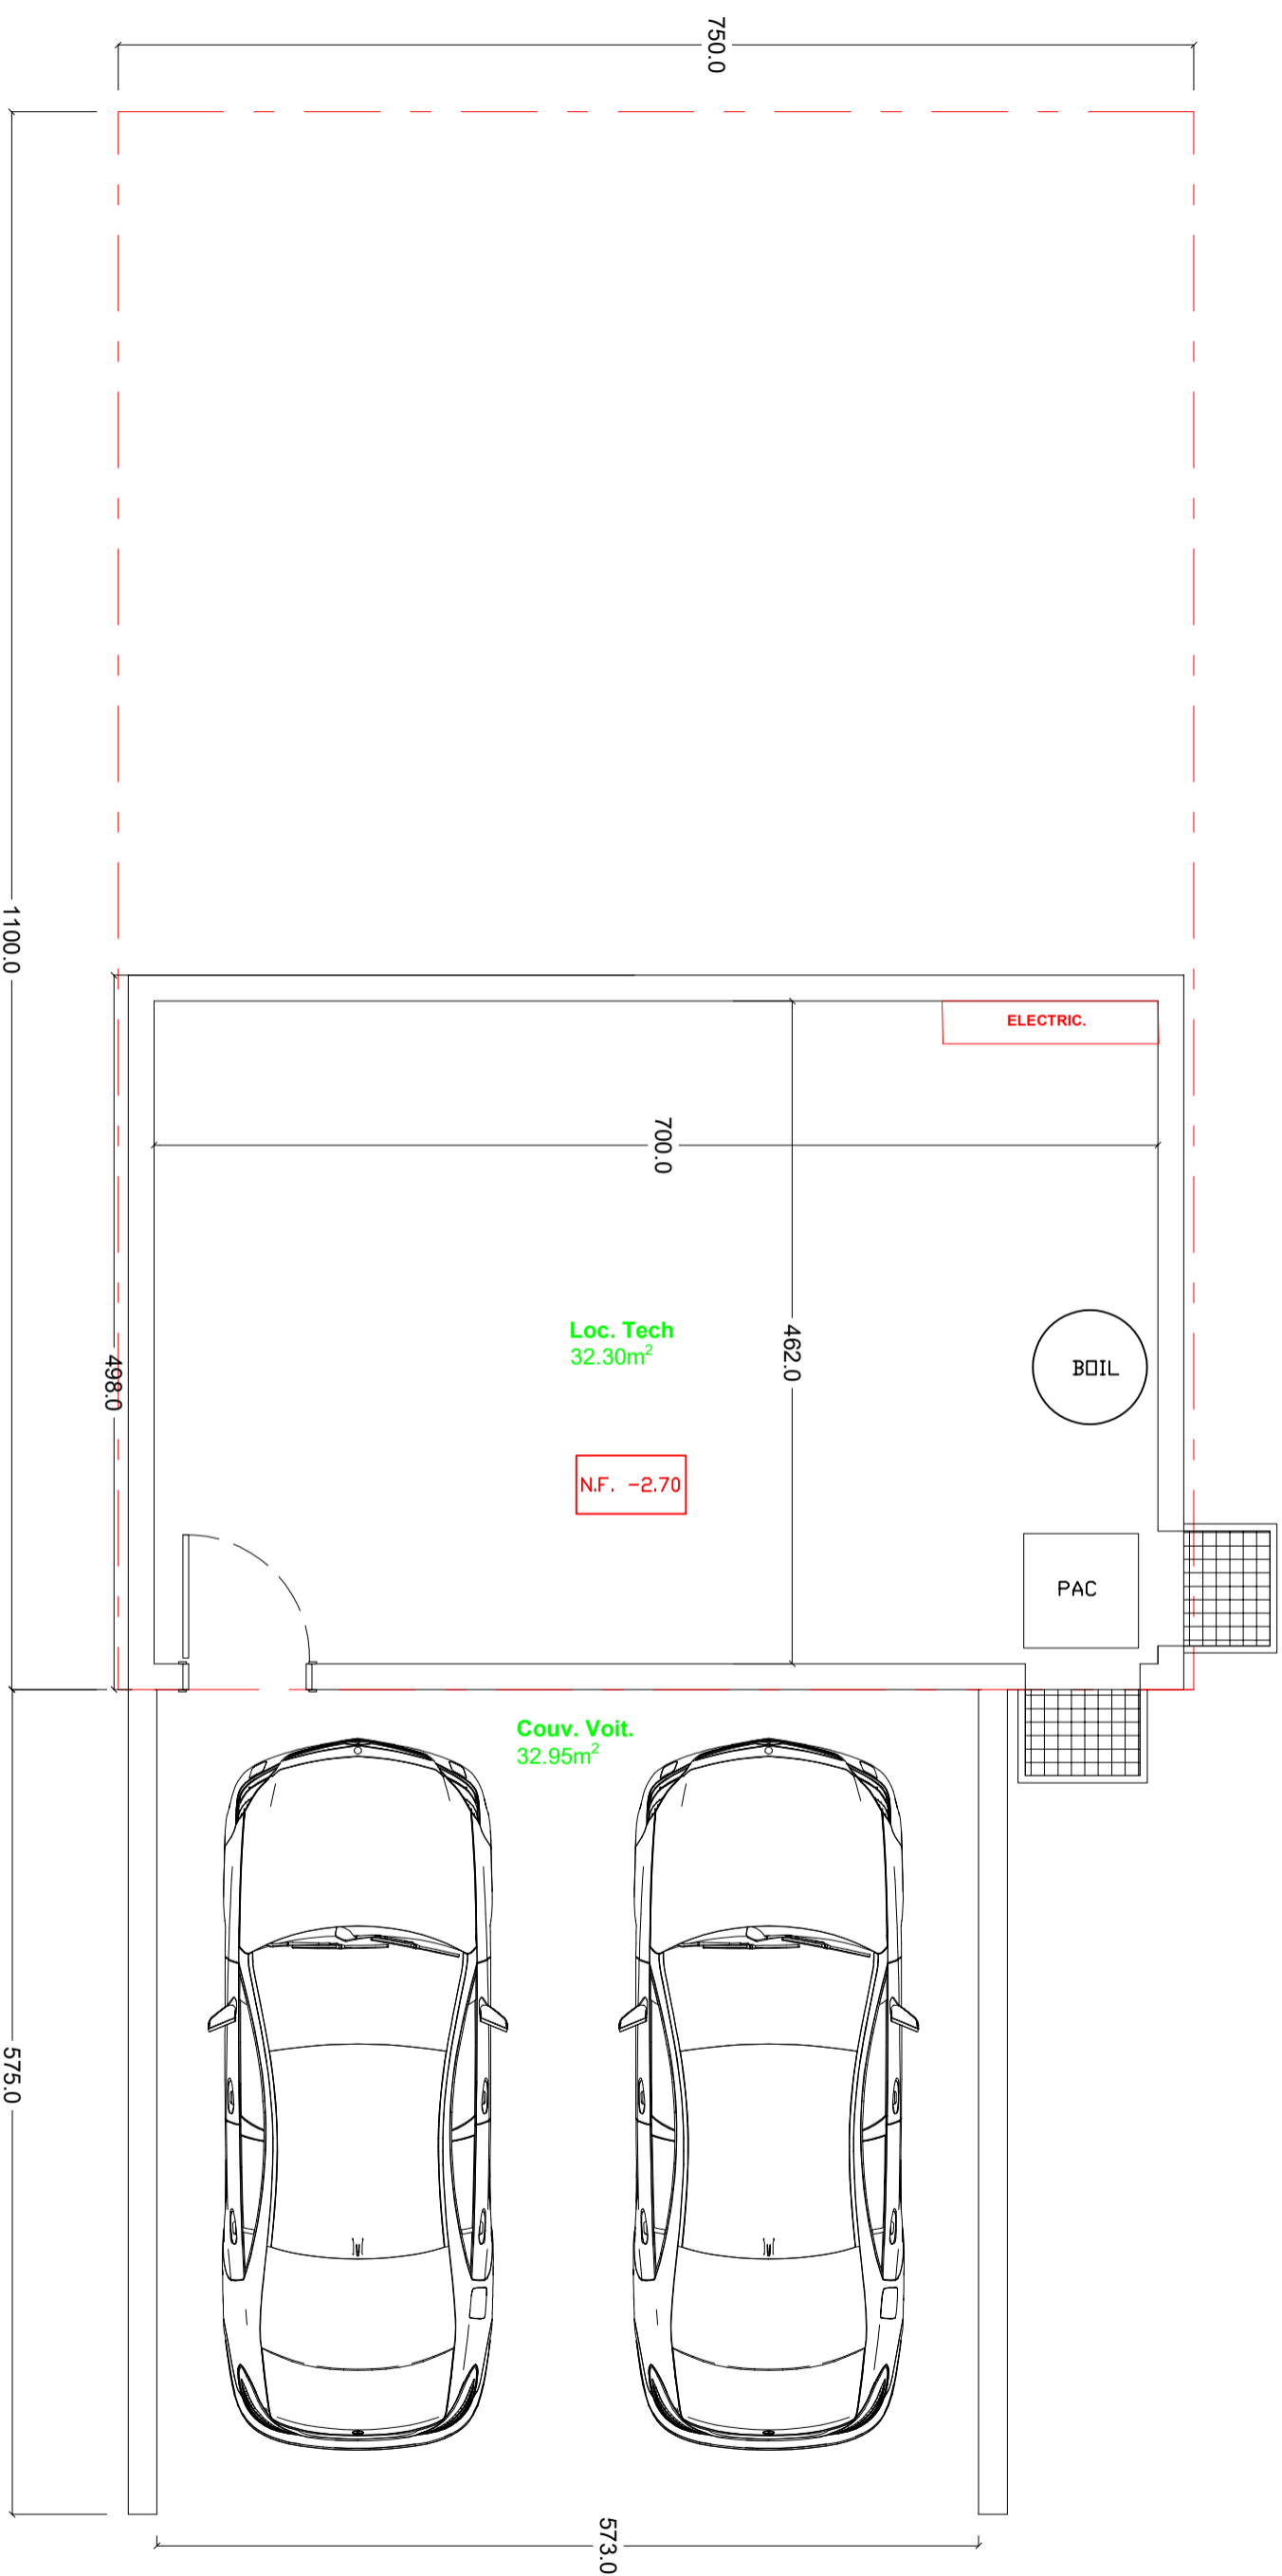 750.0
1100.0
ELECTRIC.
700.0
Loc. Tech
32.30m²
462.0
BOIL
498.0
N.F. -2.70
PAC
Couv. Voit.
32.95m²
575.0
573.0